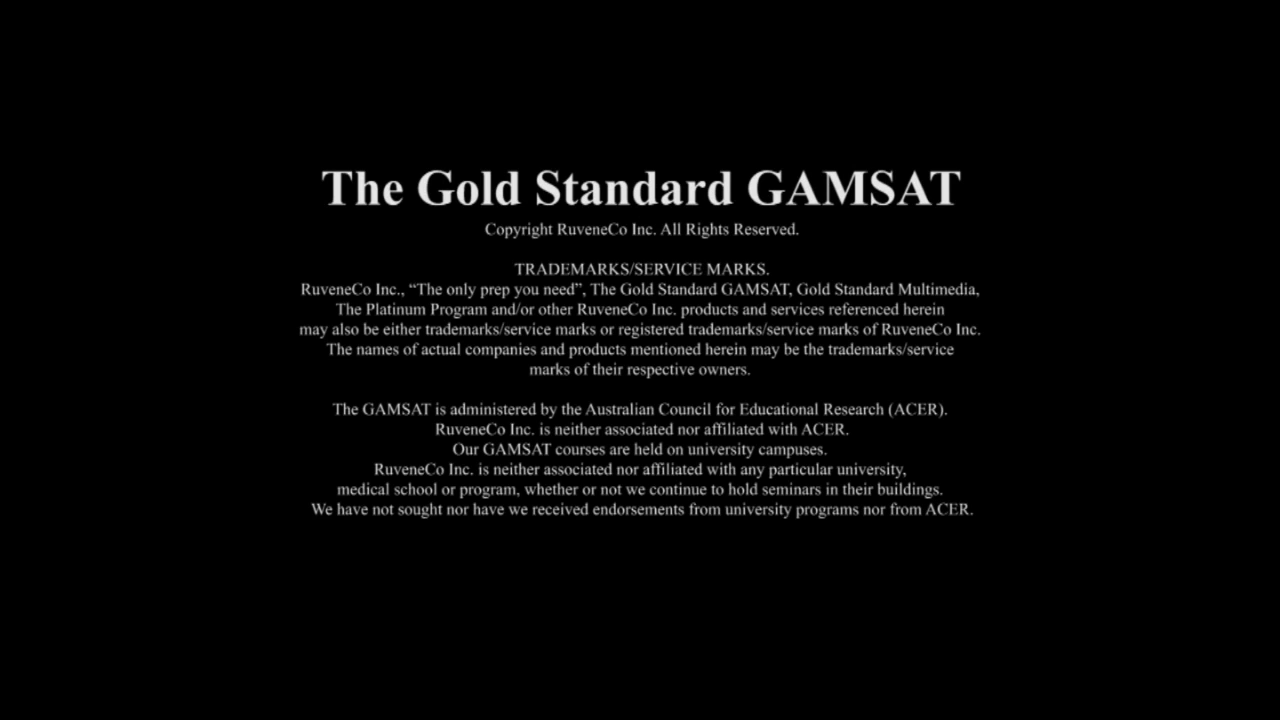 The Gold Standard GAMSAT
Copyright RuveneCo Inc. All Rights Reserved.
TRADEMARKS/SERVICE MARKS.
RuveneCo Inc., “The only prep you need”, The Gold Standard GAMSAT, Gold Standard Multimedia,
The Platinum Program and/or other RuveneCo Inc. products and services referenced herein
may also be either trademarks/service marks or registered trademarks/service marks of RuveneCo Inc.
The names of actual companies and products mentioned herein may be the trademarks/service
marks of their respective owners.
The GAMSAT is administered by the Australian Council for Educational Research (ACER).
RuveneCo Inc. is neither associated nor affiliated with ACER.
Our GAMSAT courses are held on university campuses.
RuveneCo Inc. is neither associated nor affiliated with any particular university,
medical school or program, whether or not we continue to hold seminars in their buildings.
We have not sought nor have we received endorsements from university programs nor from ACER.